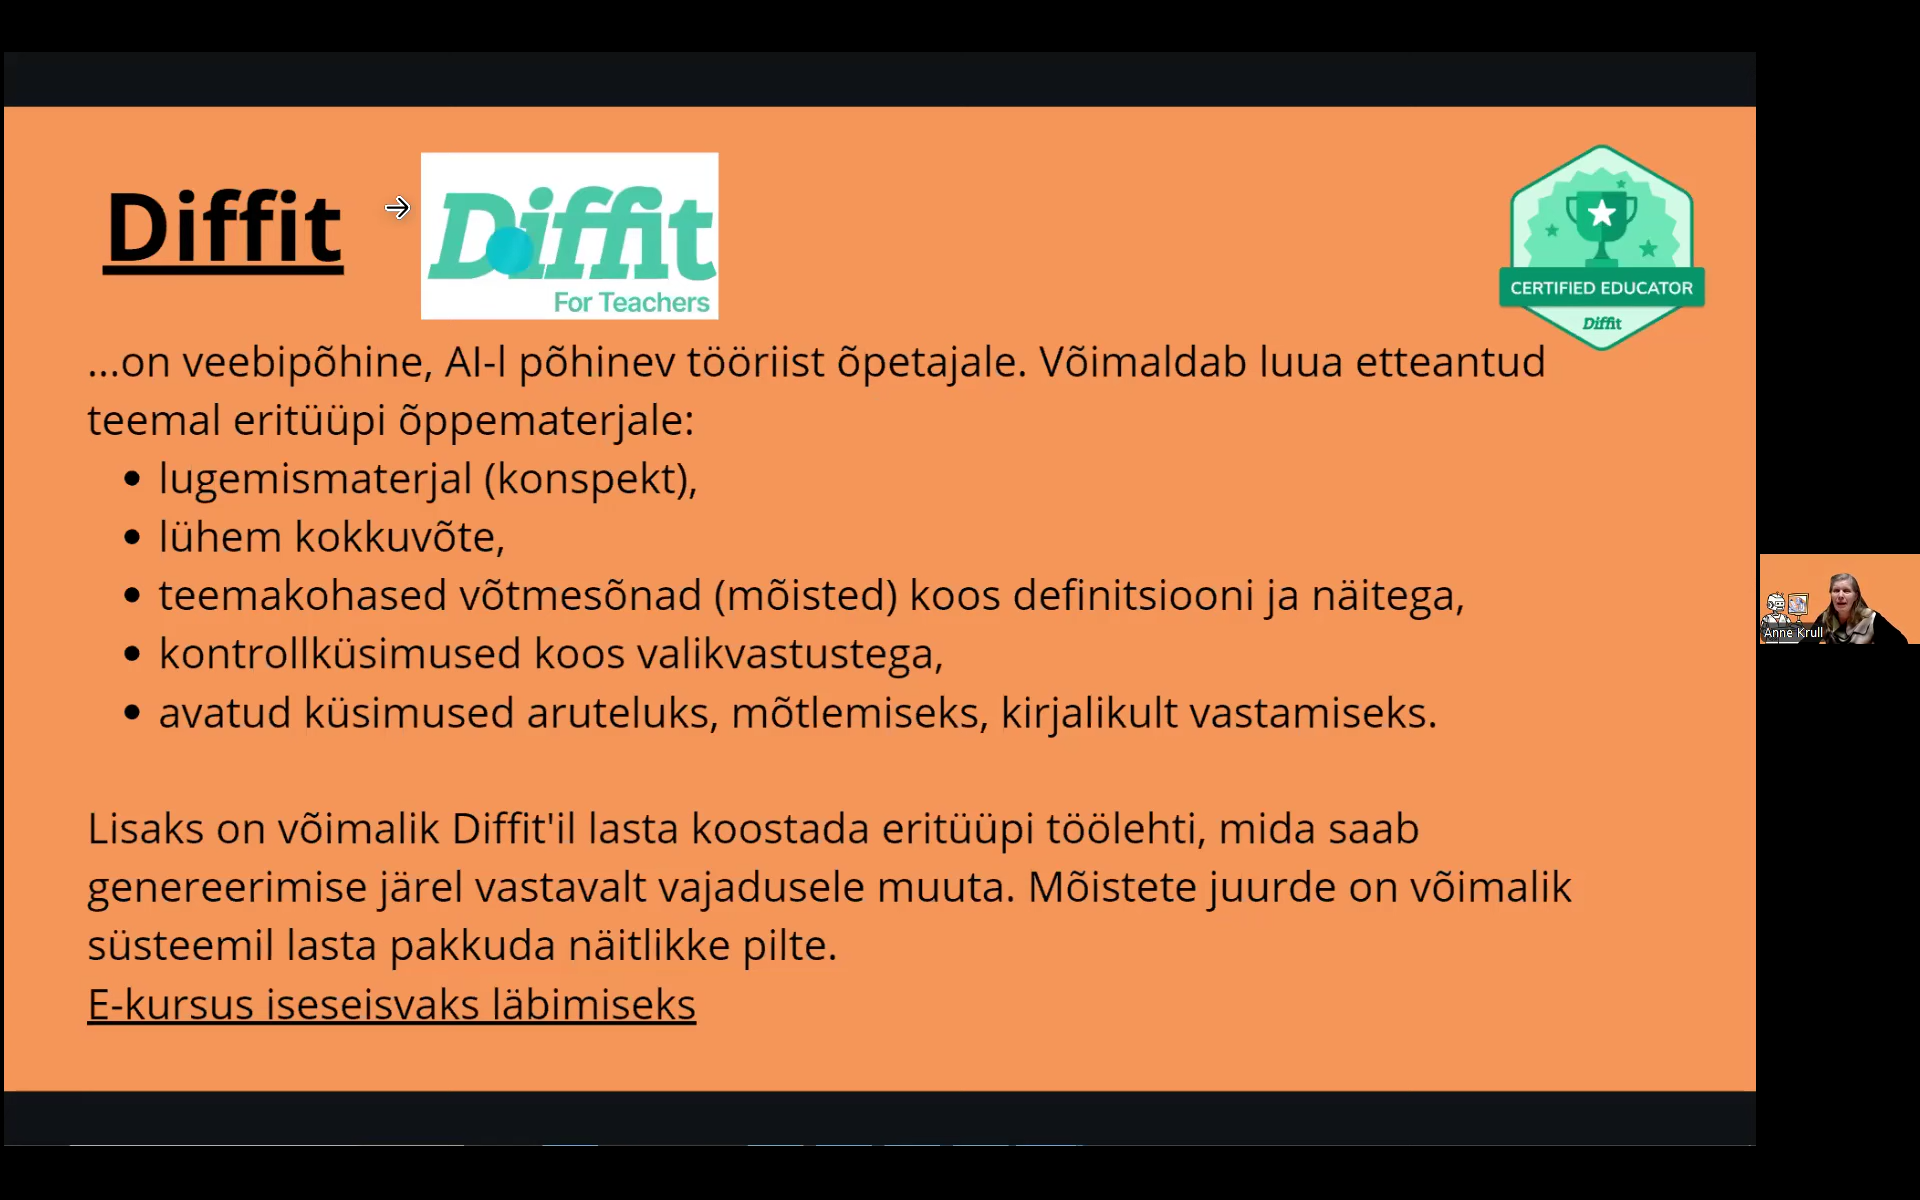 Diffit
Diffit
For Teachers
CERTIFIED EDUCATOR
Diffit
...on veebipõhine, AI-l põhinev tööriist õpetajale. Võimaldab luua etteantud
teemal eritüüpi õppematerjale:
• lugemismaterjal (konspekt),
• lühem kokkuvõte,
• teemakohased võtmesõnad (mõisted) koos definitsiooni ja näitega,
• kontrollküsimused koos valikvastustega,
• avatud küsimused aruteluks, mõtlemiseks, kirjalikult vastamiseks.
Lisaks on võimalik Diffit'il lasta koostada eritüüpi töölehti, mida saab
genereerimise järel vastavalt vajadusele muuta. Mõistete juurde on võimalik
süsteemil lasta pakkuda näitlikke pilte.
E-kursus iseseisvaks läbimiseks
Anne Krull